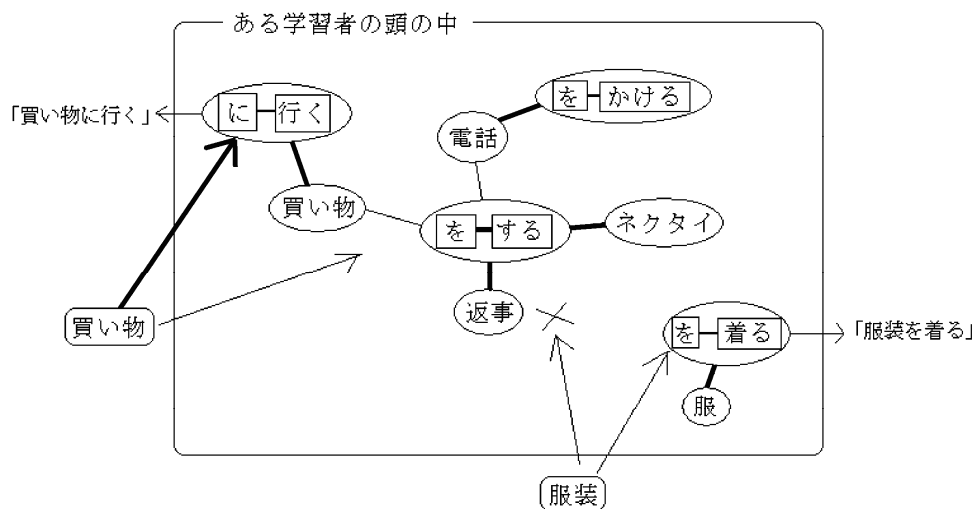 ある学習者の頭の中
を かける
「買い物に行く」
に 行く
電話
買い物
を する
ネクタイ
返事
買い物
を 着る
「服装を着る」
服
服装